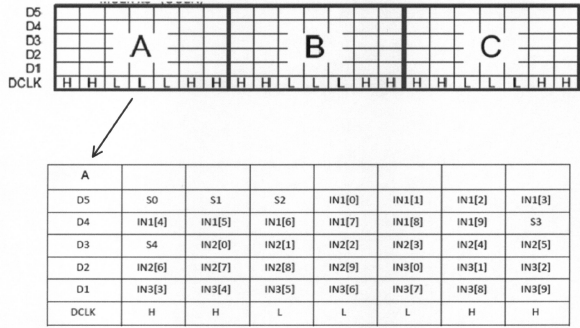 D5
D4
D3
D2
D1
A B C
DCLK H H L L L H H H H L L L H H H H L L L H H
A
D5 S0 S1 S2 IN1[0] IN1[1] IN1[2] IN1[3]
D4 IN1[4] IN1[5] IN1[6] IN1[7] IN1[8] IN1[9] S3
D3 S4 IN2[0] IN2[1] IN2[2] IN2[3] IN2[4] IN2[5]
D2 IN2[6] IN2[7] IN2[8] IN2[9] IN3[0] IN3[1] IN3[2]
D1 IN3[3] IN3[4] IN3[5] IN3[6] IN3[7] IN3[8] IN3[9]
DCLK H H L L L H H